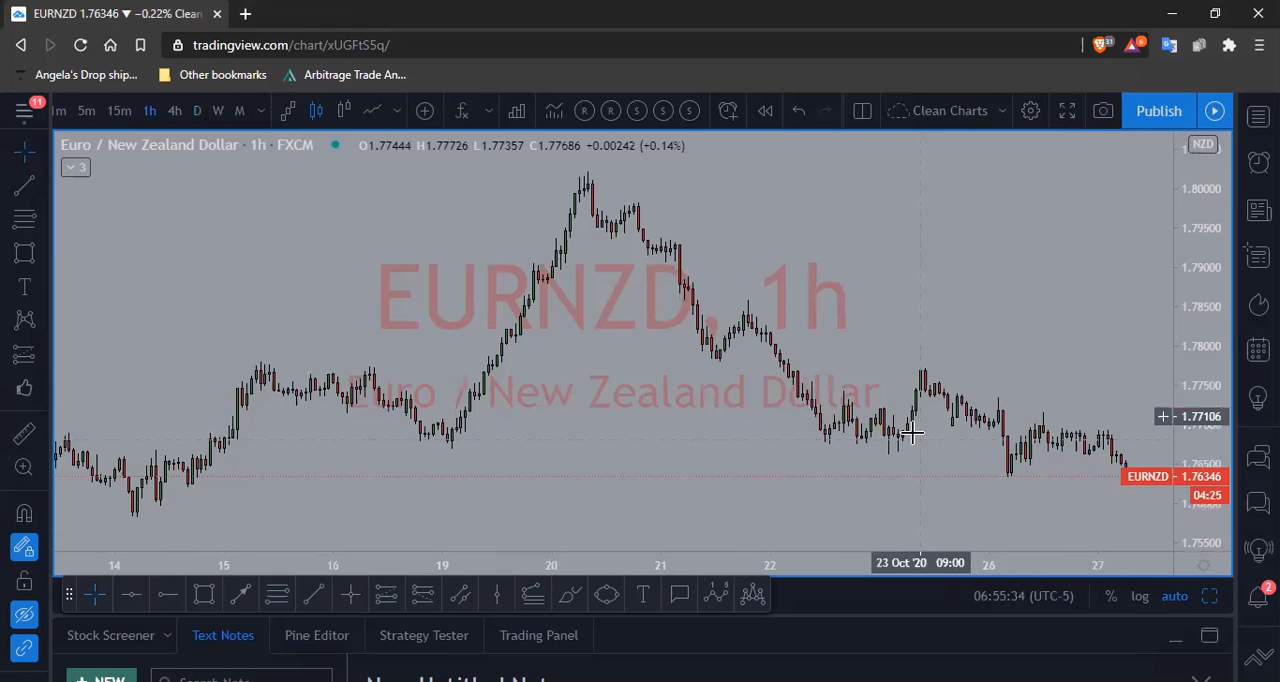 EURNZD 1.76346 ▼ −0.22% Clean
tradingview.com/chart/xUGFtS5q/
31
6
Angela's Drop ship...
Other bookmarks
Arbitrage Trade An...
11
m 5m 15m 1h 4h D W M
R R S S S
Clean Charts
Publish
Euro / New Zealand Dollar · 1h · FXCM
O1.77444 H1.77726 L1.77357 C1.77686 +0.00242 (+0.14%)
NZD
3
1.80000
1.79500
1.79000
1.78500
1.78000
1.77500
1.77106
EURNZD 1.76346
04:25
1.75500
EURNZD, 1h
Euro / New Zealand Dollar
14 15 16 19 20 21 22 23 Oct '20 09:00 26 27
T
06:55:34 (UTC-5) % log auto
2
Stock Screener
Text Notes
Pine Editor
Strategy Tester
Trading Panel
+ NEW